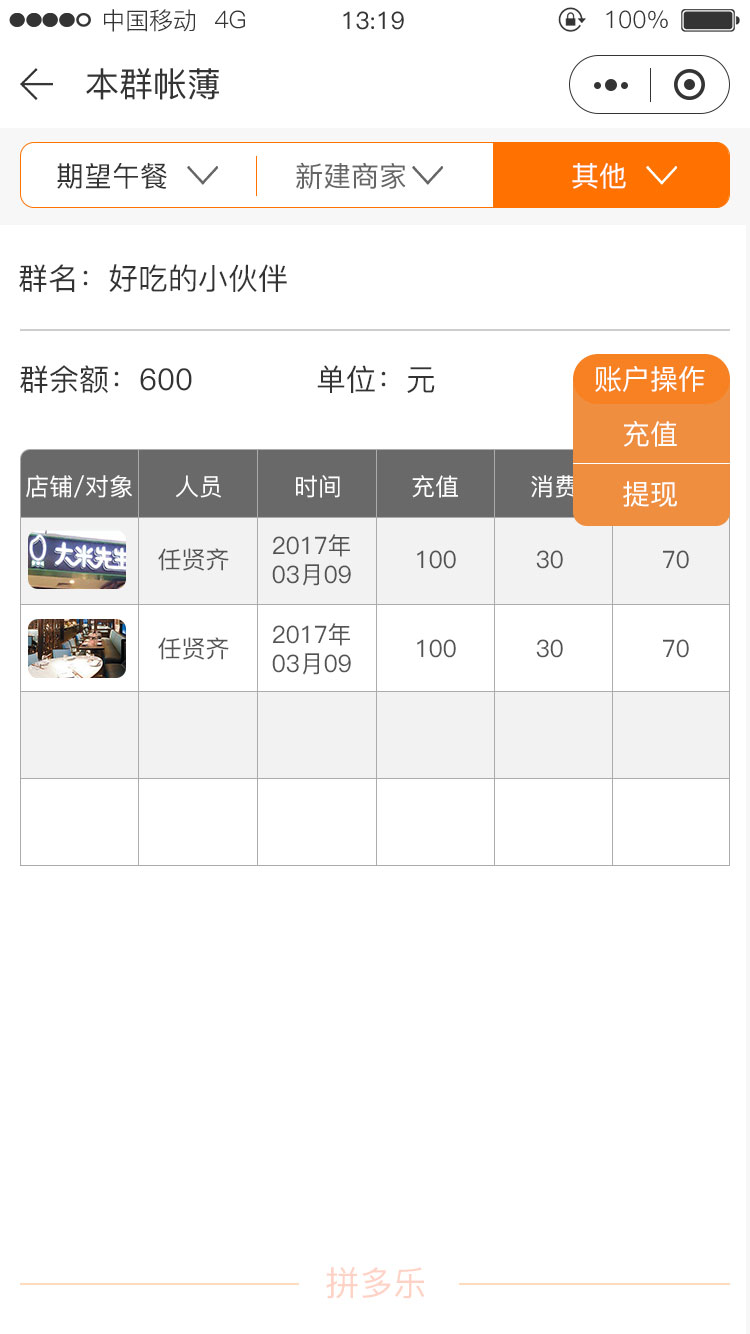 中国移动 4G 13:19 100%
本群帐薄
期望午餐 新建商家 其他
群名：好吃的小伙伴
群余额：600 单位：元 账户操作
充值
提现
店铺/对象 人员 时间 充值 消费
大米先生 任贤齐 2017年
03月09 100 30 70
任贤齐 2017年
03月09 100 30 70
拼多乐